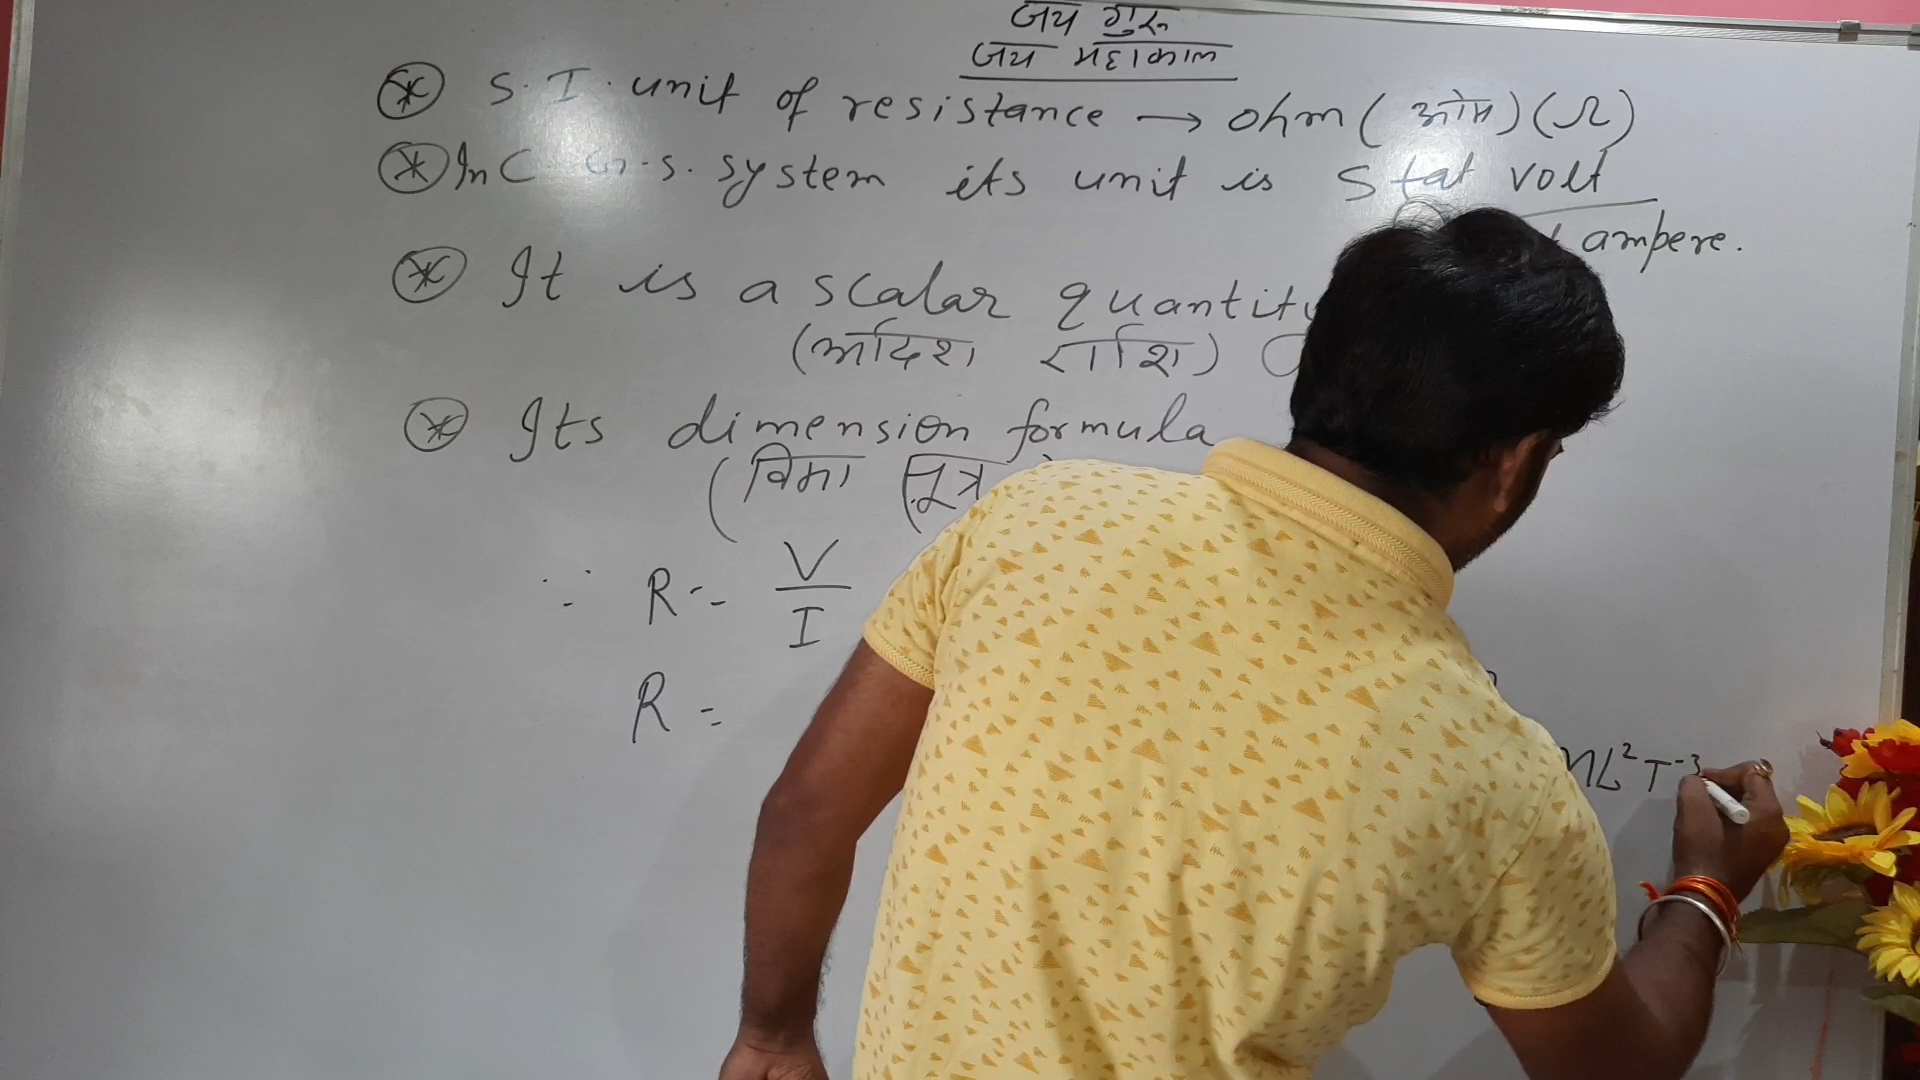 जय गुरु
जय महाकाल
* S.I. unit of resistance → ohm (ओम) (Ω)
* In C.G.S. system its unit is stat volt
ampere.
* It is a scalar quantity
(अदिश राशि)
* Its dimension formula
(विमा सूत्र
∵ R = V/I
R =
ML²T⁻³